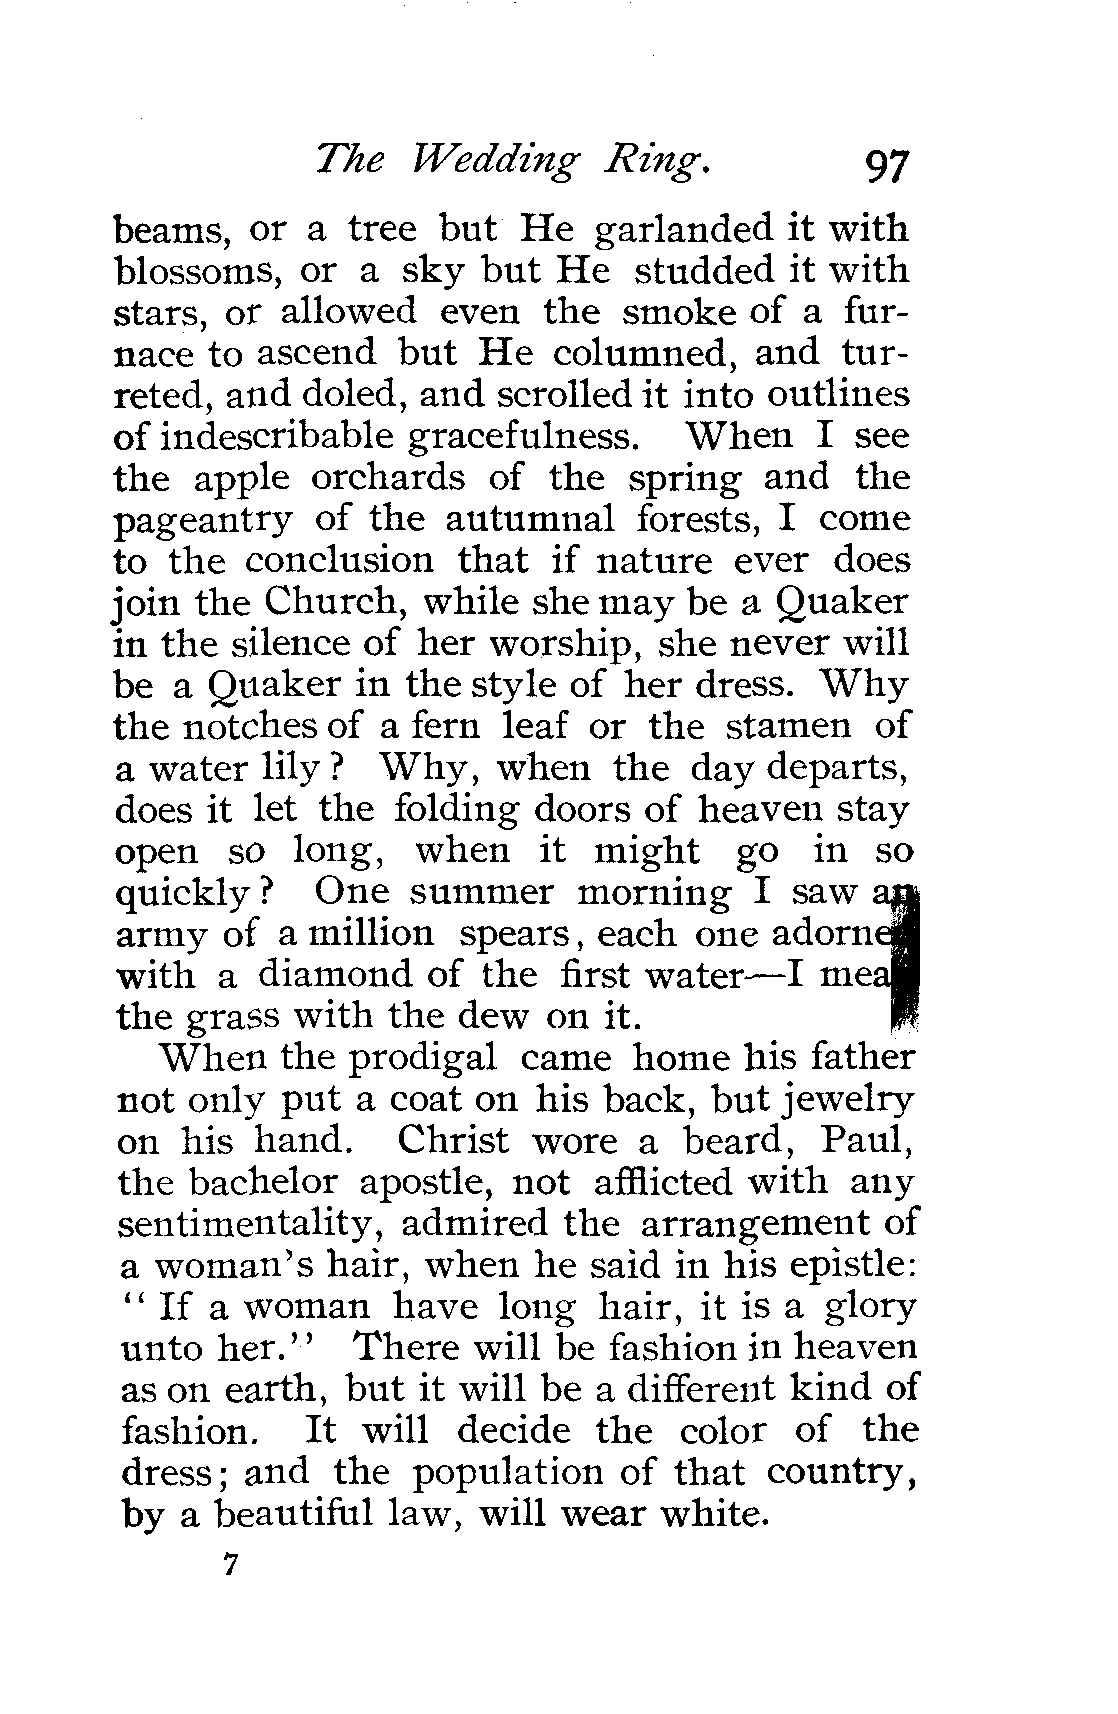 The Wedding Ring. 97
beams, or a tree but He garlanded it with
blossoms, or a sky but He studded it with
stars, or allowed even the smoke of a fur-
nace to ascend but He columned, and tur-
reted, and doled, and scrolled it into outlines
of indescribable gracefulness. When I see
the apple orchards of the spring and the
pageantry of the autumnal forests, I come
to the conclusion that if nature ever does
join the Church, while she may be a Quaker
in the silence of her worship, she never will
be a Quaker in the style of her dress. Why
the notches of a fern leaf or the stamen of
a water lily? Why, when the day departs,
does it let the folding doors of heaven stay
open so long, when it might go in so
quickly? One summer morning I saw an
army of a million spears, each one adorne
with a diamond of the first water—I mea
the grass with the dew on it.
When the prodigal came home his father
not only put a coat on his back, but jewelry
on his hand. Christ wore a beard, Paul,
the bachelor apostle, not afflicted with any
sentimentality, admired the arrangement of
a woman's hair, when he said in his epistle:
"If a woman have long hair, it is a glory
unto her." There will be fashion in heaven
as on earth, but it will be a different kind of
fashion. It will decide the color of the
dress; and the population of that country,
by a beautiful law, will wear white.
7